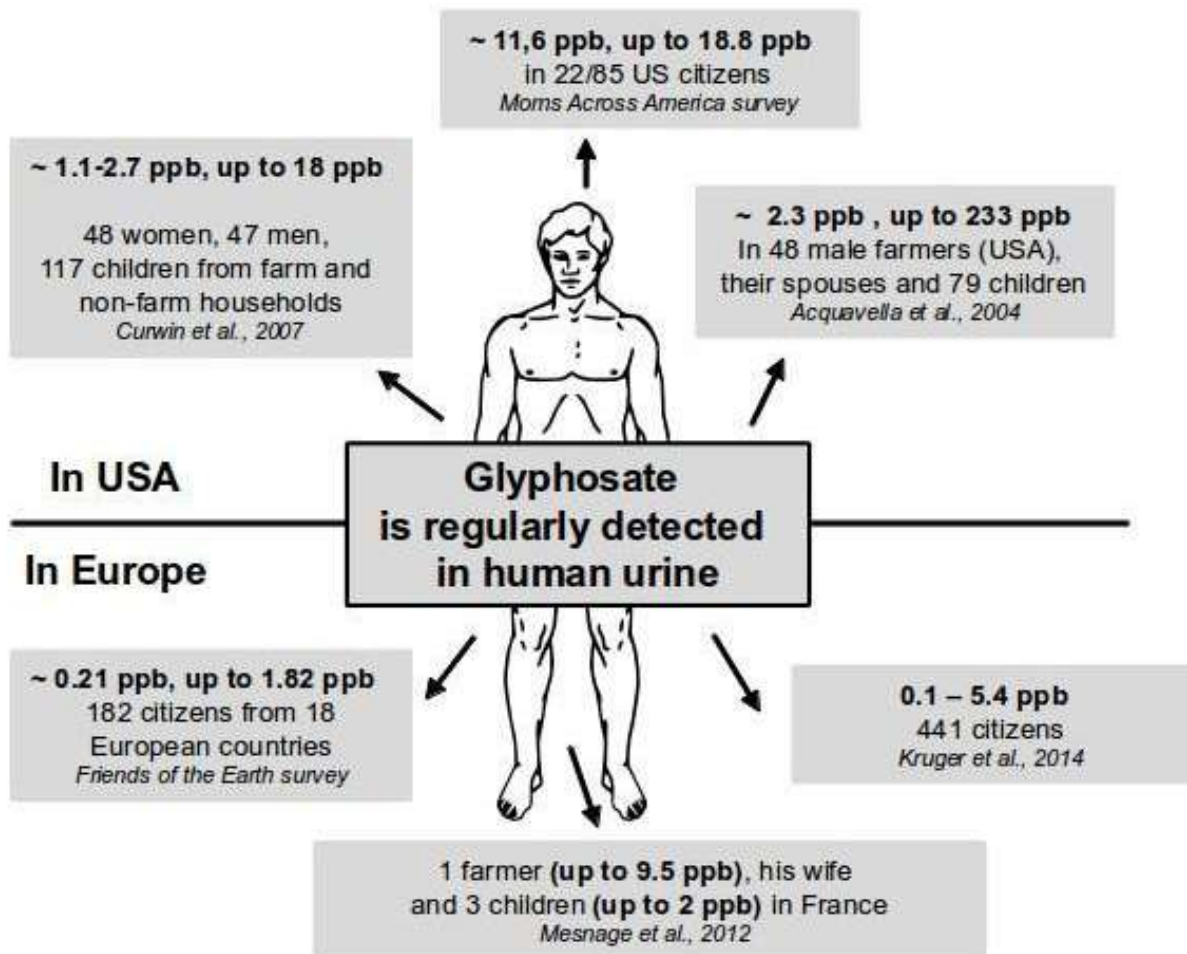 ~ 11,6 ppb, up to 18.8 ppb
in 22/85 US citizens
Moms Across America survey
~ 1.1-2.7 ppb, up to 18 ppb
48 women, 47 men,
117 children from farm and
non-farm households
Curwin et al., 2007
~ 2.3 ppb , up to 233 ppb
In 48 male farmers (USA),
their spouses and 79 children
Acquavella et al., 2004
In USA
Glyphosate
is regularly detected
in human urine
In Europe
~ 0.21 ppb, up to 1.82 ppb
182 citizens from 18
European countries
Friends of the Earth survey
0.1 – 5.4 ppb
441 citizens
Kruger et al., 2014
1 farmer (up to 9.5 ppb), his wife
and 3 children (up to 2 ppb) in France
Mesnage et al., 2012